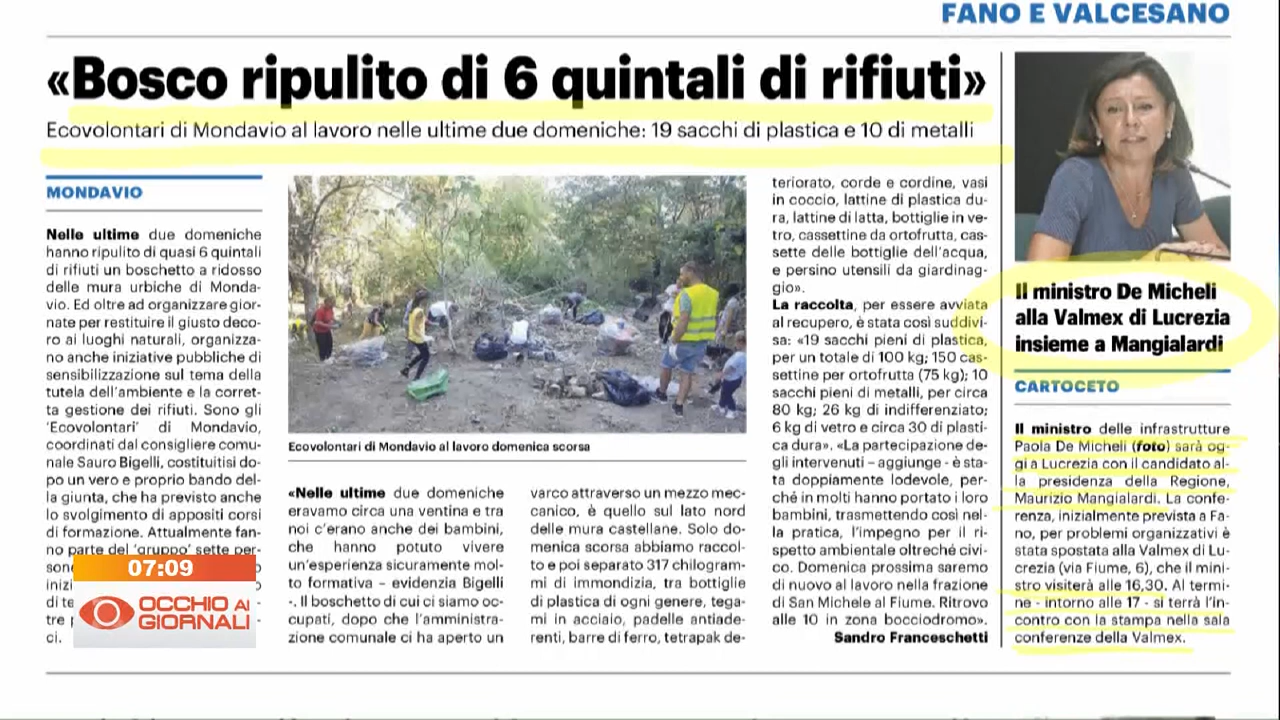 FANO E VALCESANO
«Bosco ripulito di 6 quintali di rifiuti»
Ecovolontari di Mondavio al lavoro nelle ultime due domeniche: 19 sacchi di plastica e 10 di metalli
MONDAVIO
Nelle ultime due domeniche
hanno ripulito di quasi 6 quintali
di rifiuti un boschetto a ridosso
delle mura urbiche di Monda-
vio. Ed oltre ad organizzare gior-
nate per restituire il giusto deco-
ro ai luoghi naturali, organizza-
no anche iniziative pubbliche di
sensibilizzazione sul tema della
tutela dell'ambiente e la corret-
ta gestione dei rifiuti. Sono gli
'Ecovolontari' di Mondavio,
coordinati dal consigliere comu-
nale Sauro Bigelli, costituitisi do-
po un vero e proprio bando del-
la giunta, che ha previsto anche
lo svolgimento di appositi corsi
di formazione. Attualmente fan-
no parte del 'gruppo' sette per-
sone
inizi
di te
tre p
ci.
07:09
OCCHIO AI
GIORNALI
Ecovolontari di Mondavio al lavoro domenica scorsa
«Nelle ultime due domeniche
eravamo circa una ventina e tra
noi c'erano anche dei bambini,
che hanno potuto vivere
un'esperienza sicuramente mol-
to formativa – evidenzia Bigelli
-. Il boschetto di cui ci siamo oc-
cupati, dopo che l'amministra-
zione comunale ci ha aperto un
varco attraverso un mezzo mec-
canico, è quello sul lato nord
delle mura castellane. Solo do-
menica scorsa abbiamo raccol-
to e poi separato 317 chilogram-
mi di immondizia, tra bottiglie
di plastica di ogni genere, tega-
mi in acciaio, padelle antiade-
renti, barre di ferro, tetrapak de-
teriorato, corde e cordine, vasi
in coccio, lattine di plastica du-
ra, lattine di latta, bottiglie in ve-
tro, cassettine da ortofrutta, cas-
sette delle bottiglie dell'acqua,
e persino utensili da giardinag-
gio».
La raccolta, per essere avviata
al recupero, è stata così suddivi-
sa: «19 sacchi pieni di plastica,
per un totale di 100 kg; 150 cas-
settine per ortofrutta (75 kg); 10
sacchi pieni di metalli, per circa
80 kg; 26 kg di indifferenziato;
6 kg di vetro e circa 30 di plasti-
ca dura». «La partecipazione de-
gli intervenuti – aggiunge - è sta-
ta doppiamente lodevole, per-
ché in molti hanno portato i loro
bambini, trasmettendo così nel-
la pratica, l'impegno per il ri-
spetto ambientale oltreché civi-
co. Domenica prossima saremo
di nuovo al lavoro nella frazione
di San Michele al Fiume. Ritrovo
alle 10 in zona bocciodromo».
Sandro Franceschetti
Il ministro De Micheli
alla Valmex di Lucrezia
insieme a Mangialardi
CARTOCETO
Il ministro delle infrastrutture
Paola De Micheli (foto) sarà og-
gi a Lucrezia con il candidato al-
la presidenza della Regione,
Maurizio Mangialardi. La confe-
renza, inizialmente prevista a Fa-
no, per problemi organizzativi è
stata spostata alla Valmex di Lu-
crezia (via Fiume, 6), che il mini-
stro visiterà alle 16,30. Al termi-
ne - intorno alle 17 - si terrà l'in-
contro con la stampa nella sala
conferenze della Valmex.